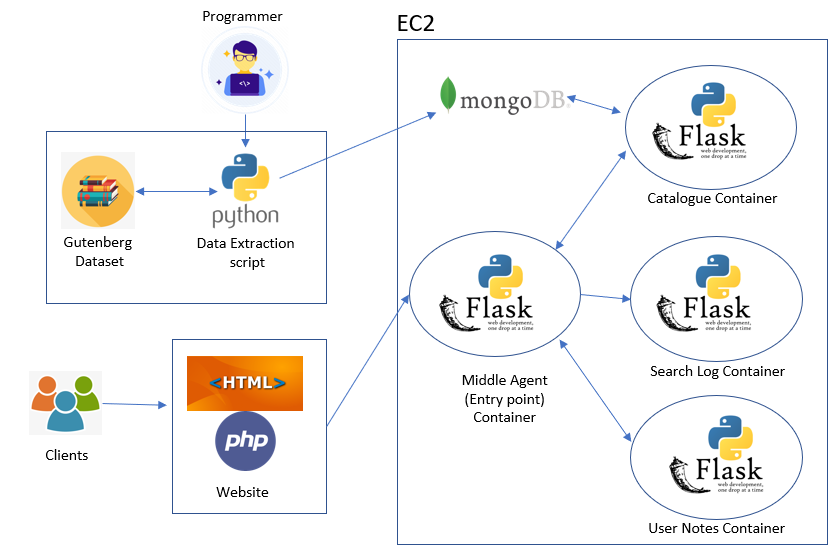 Programmer
EC2
</>
mongoDB.
Flask
web development,
one drop at a time
Catalogue Container
python
Gutenberg
Dataset
Data Extraction
script
Flask
web development,
one drop at a time
Middle Agent
(Entry point)
Container
Flask
web development,
one drop at a time
Search Log Container
<HTML>
php
Website
Clients
Flask
web development,
one drop at a time
User Notes Container